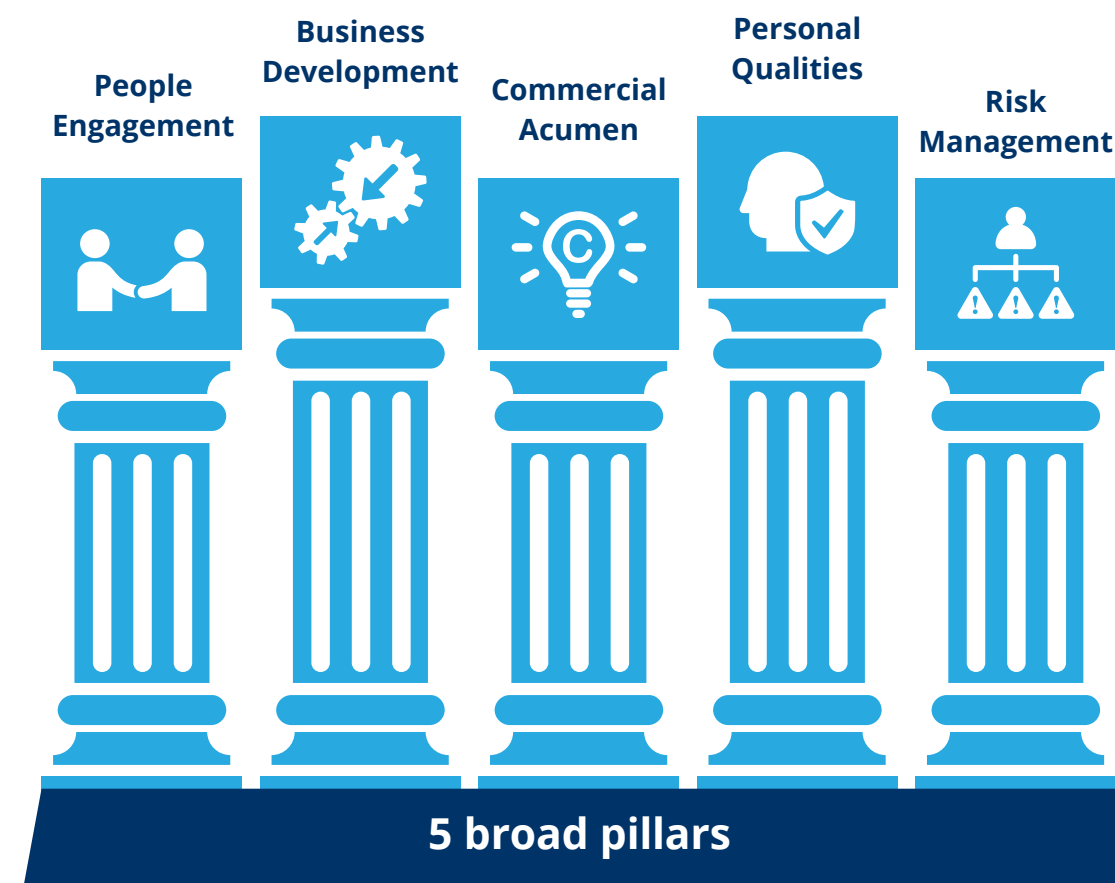 People
Engagement
Business
Development
Commercial
Acumen
Personal
Qualities
Risk
Management
C
!
!
!
5 broad pillars